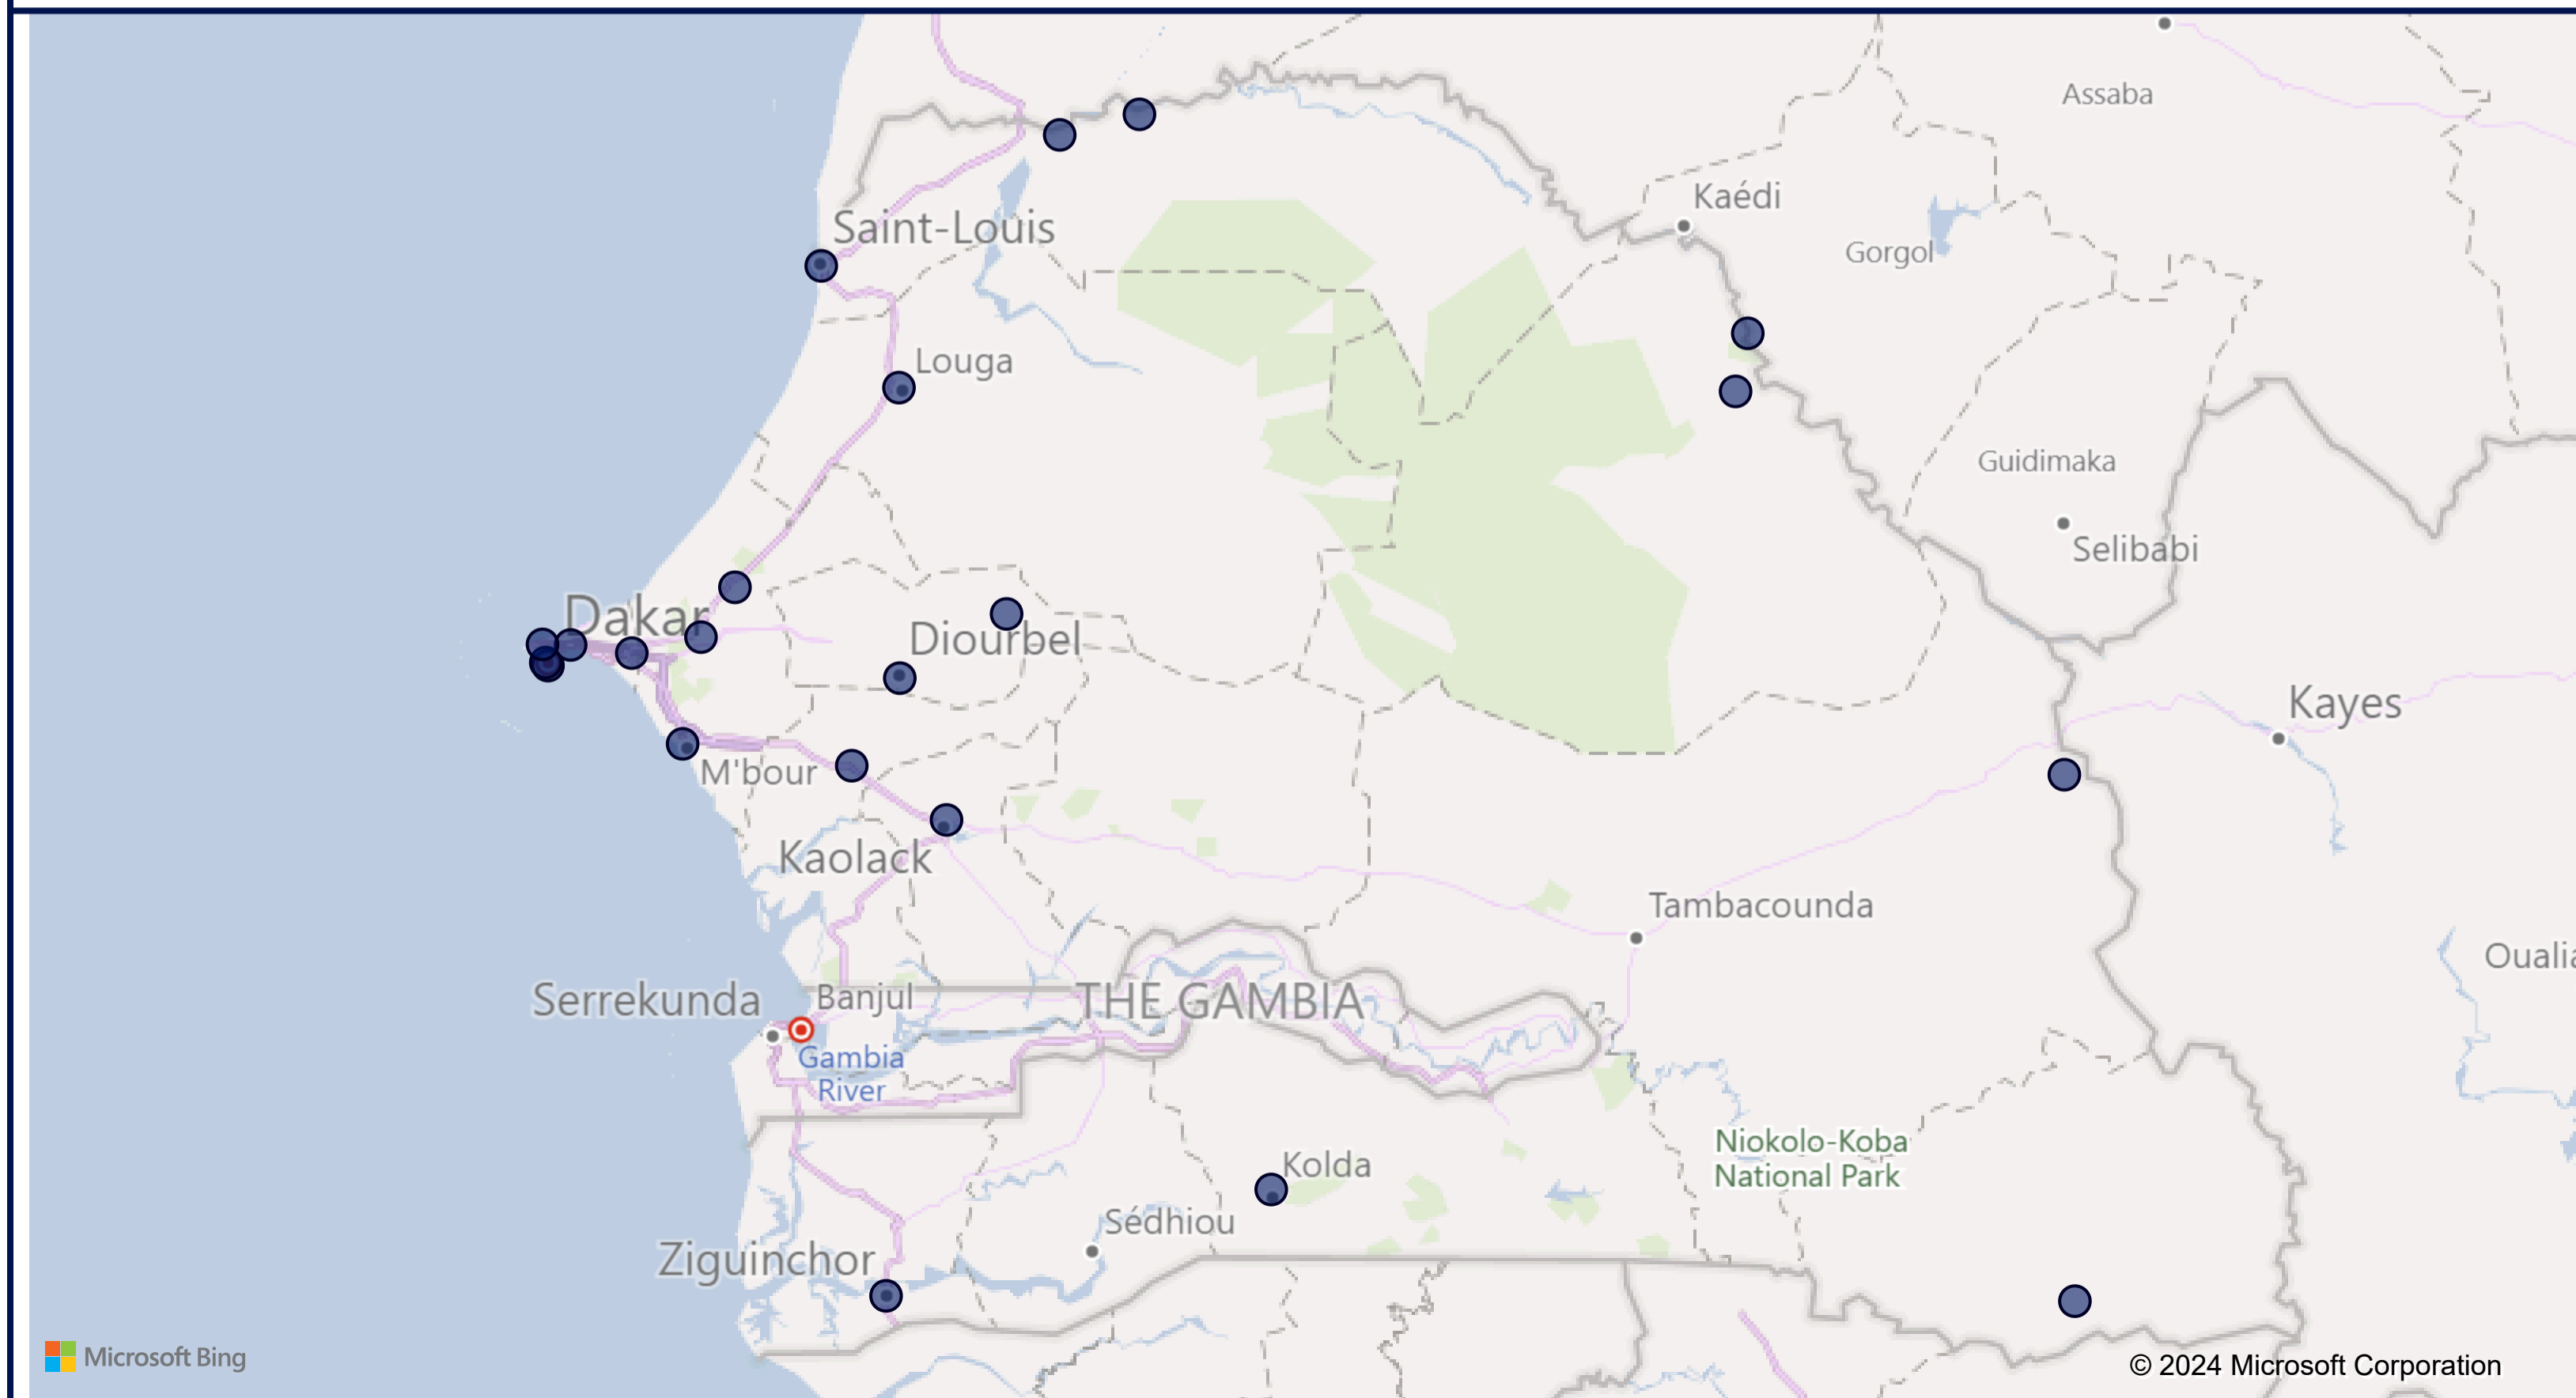 Assaba
Kaédi
Saint-Louis
Gorgol
Louga
Guidimaka
Selibabi
Dakar
Diourbel
Kayes
M'bour
Kaolack
Tambacounda
Serrekunda
Banjul
THE GAMBIA
Gambia
River
Niokolo-Koba
National Park
Kolda
Sédhiou
Ziguinchor
Microsoft Bing
© 2024 Microsoft Corporation